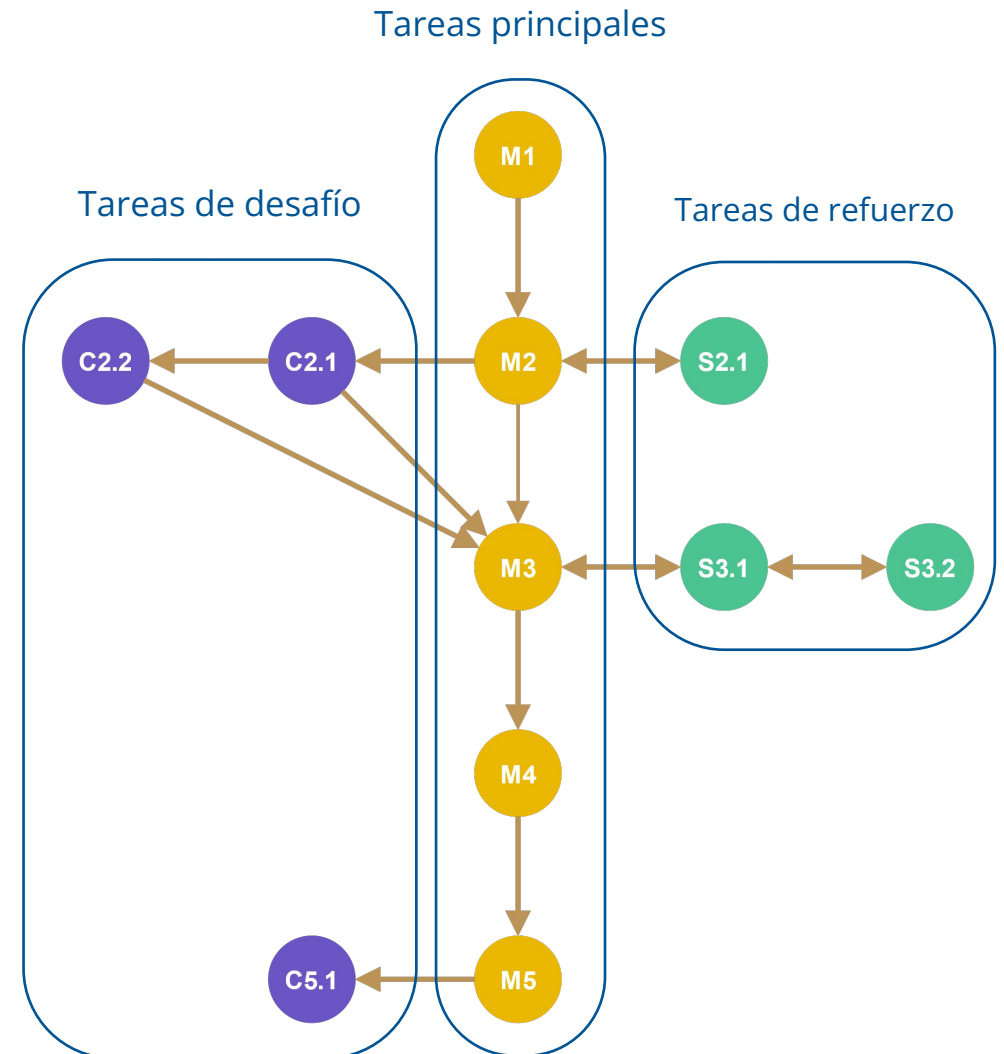 Tareas principales
M1
Tareas de desafío
Tareas de refuerzo
C2.2 C2.1 M2 S2.1
M3 S3.1 S3.2
M4
C5.1 M5